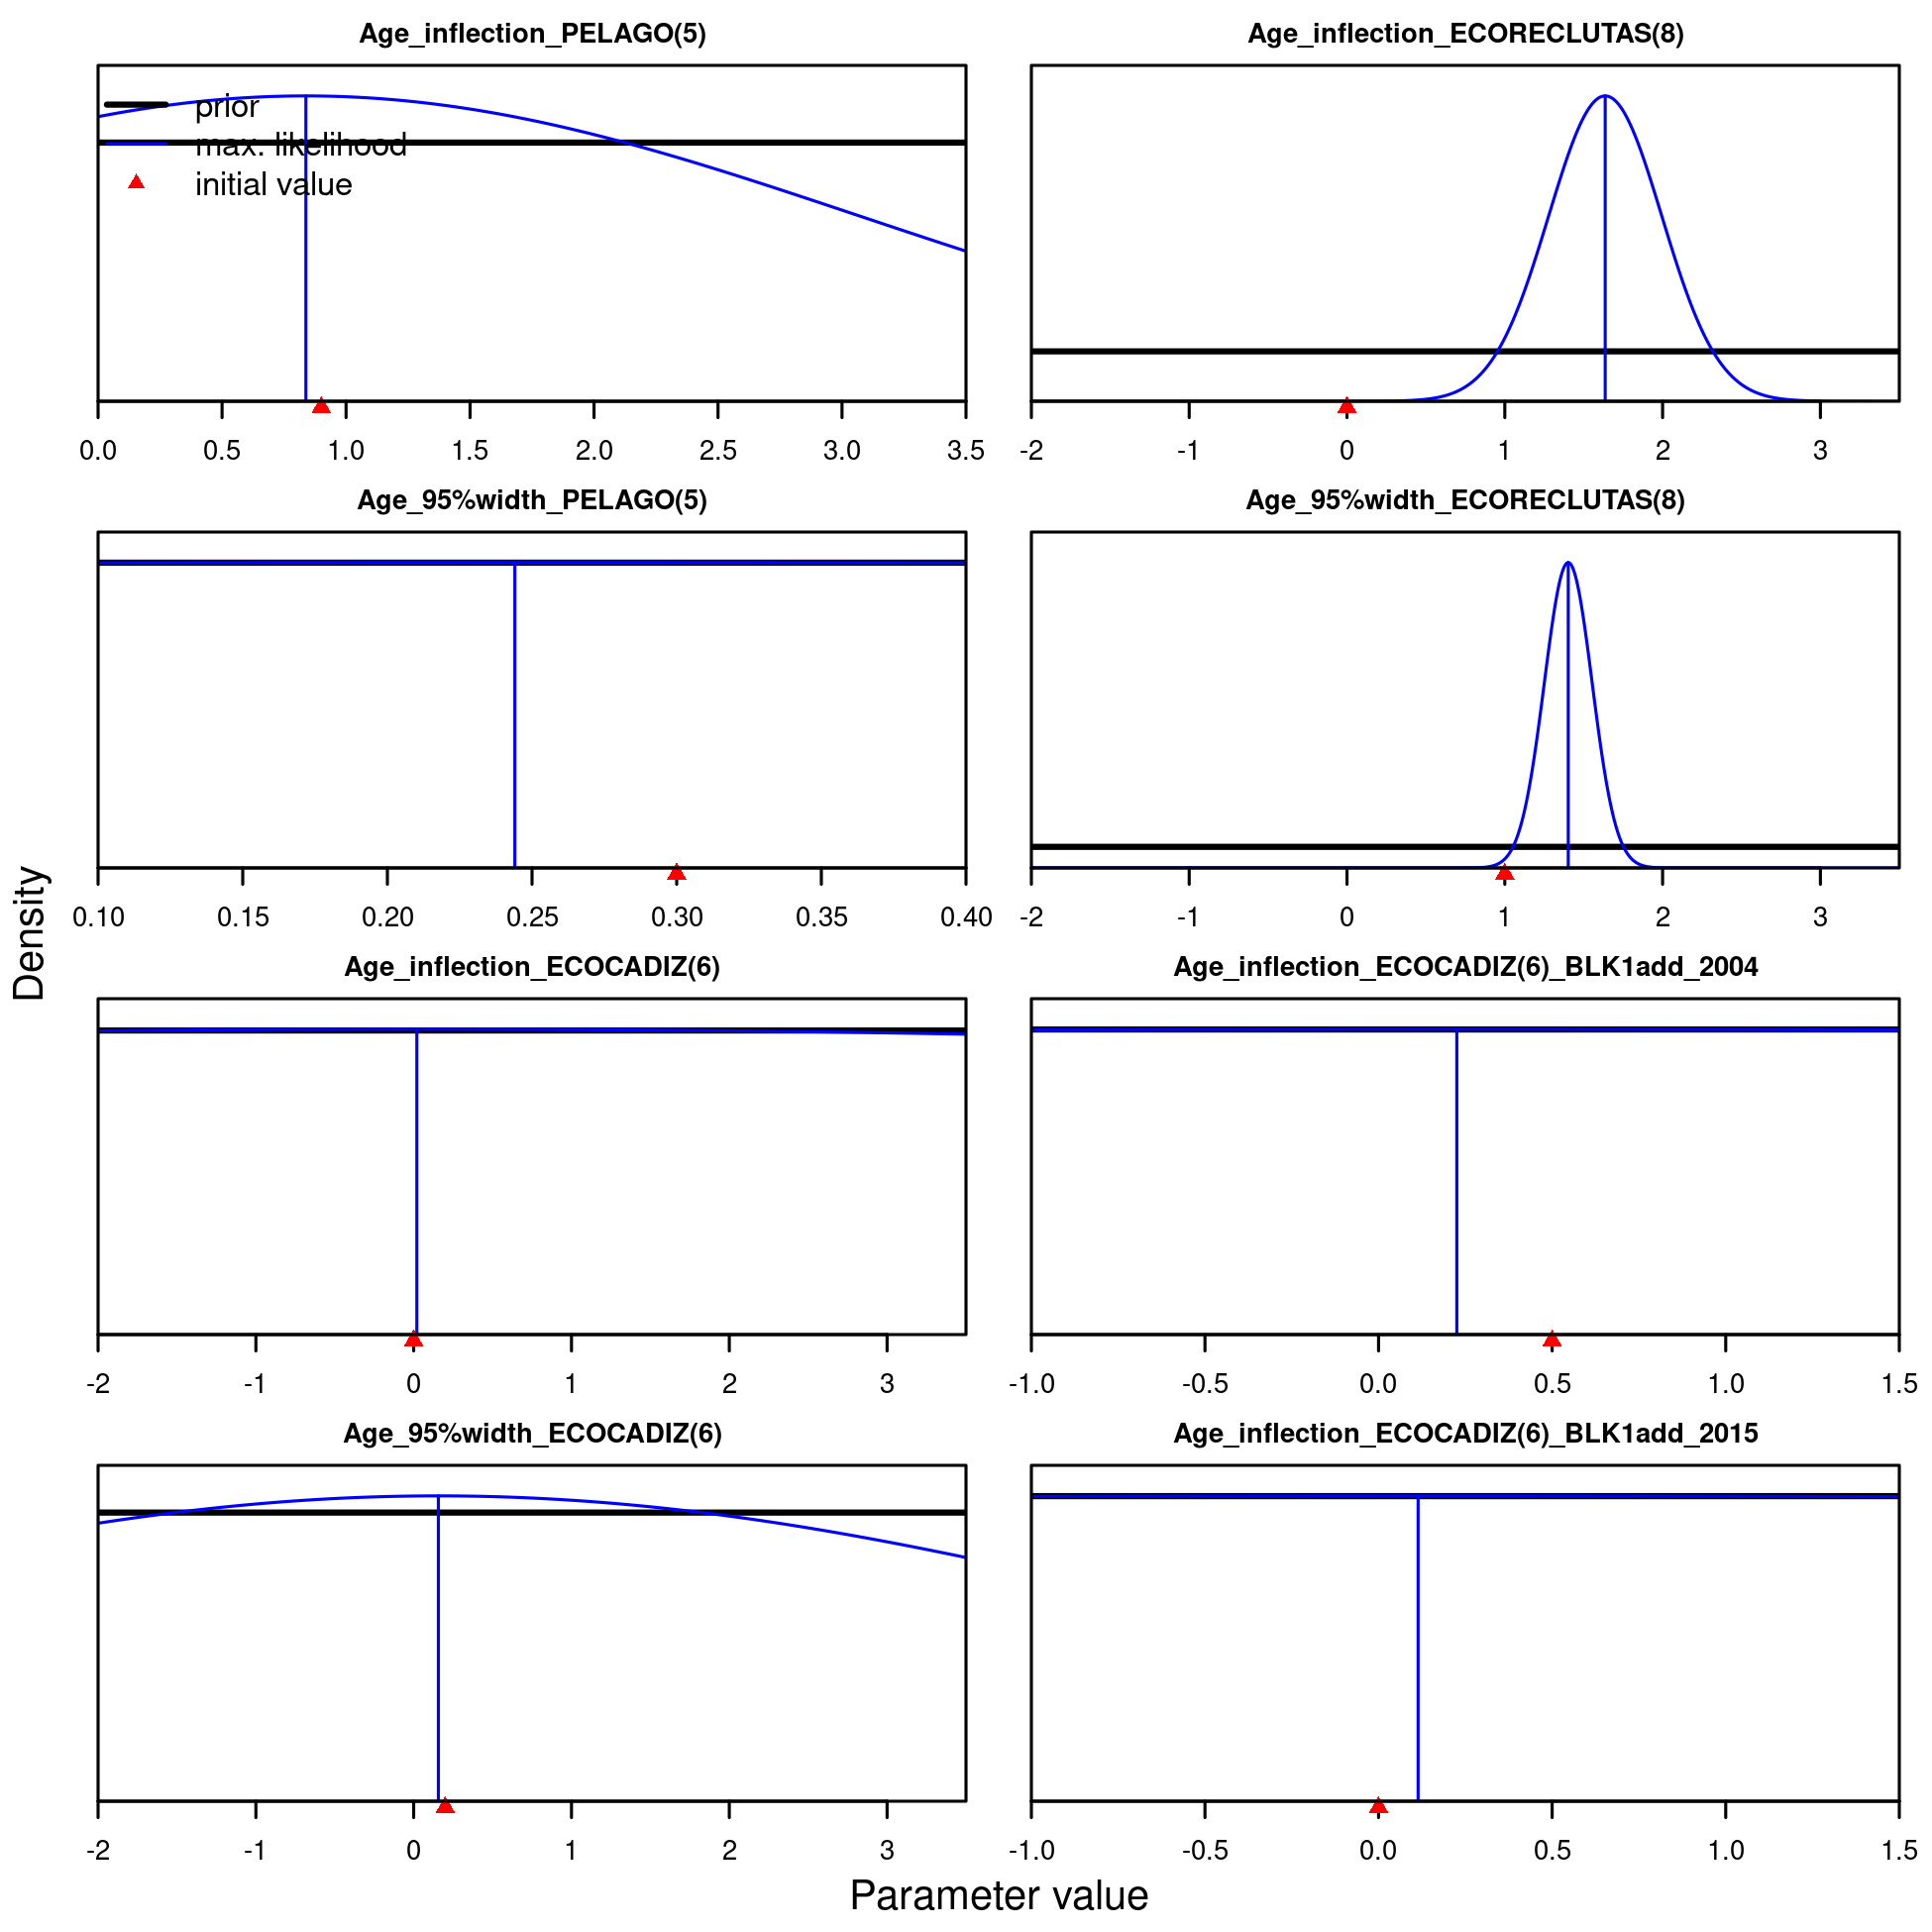 Age_inflection_PELAGO(5)
prior
max. likelihood
initial value
0.0 0.5 1.0 1.5 2.0 2.5 3.0 3.5
Age_inflection_ECORECLUTAS(8)
-2 -1 0 1 2 3
Age_95%width_PELAGO(5)
0.10 0.15 0.20 0.25 0.30 0.35 0.40
Age_95%width_ECORECLUTAS(8)
-2 -1 0 1 2 3
Age_inflection_ECOCADIZ(6)
-2 -1 0 1 2 3
Age_inflection_ECOCADIZ(6)_BLK1add_2004
-1.0 -0.5 0.0 0.5 1.0 1.5
Age_95%width_ECOCADIZ(6)
-2 -1 0 1 2 3
Age_inflection_ECOCADIZ(6)_BLK1add_2015
-1.0 -0.5 0.0 0.5 1.0 1.5
Density
Parameter value